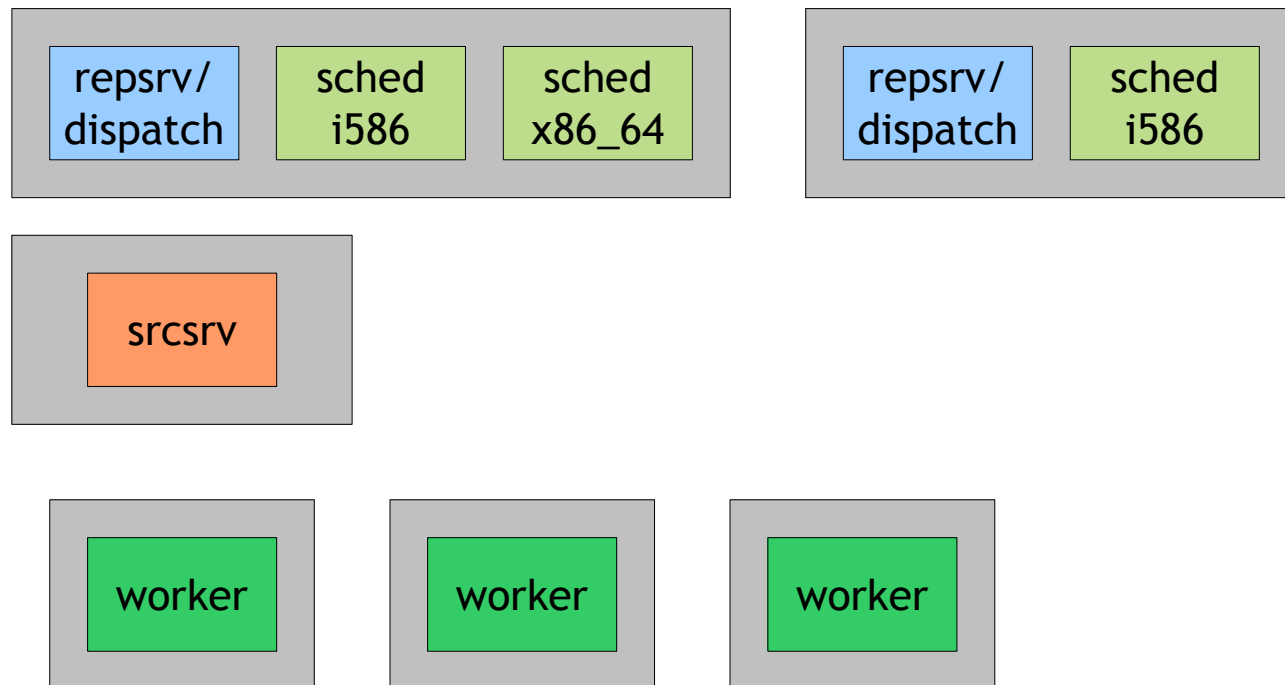 repsrv/
dispatch
sched
i586
sched
x86_64
repsrv/
dispatch
sched
i586
srcsrv
worker
worker
worker